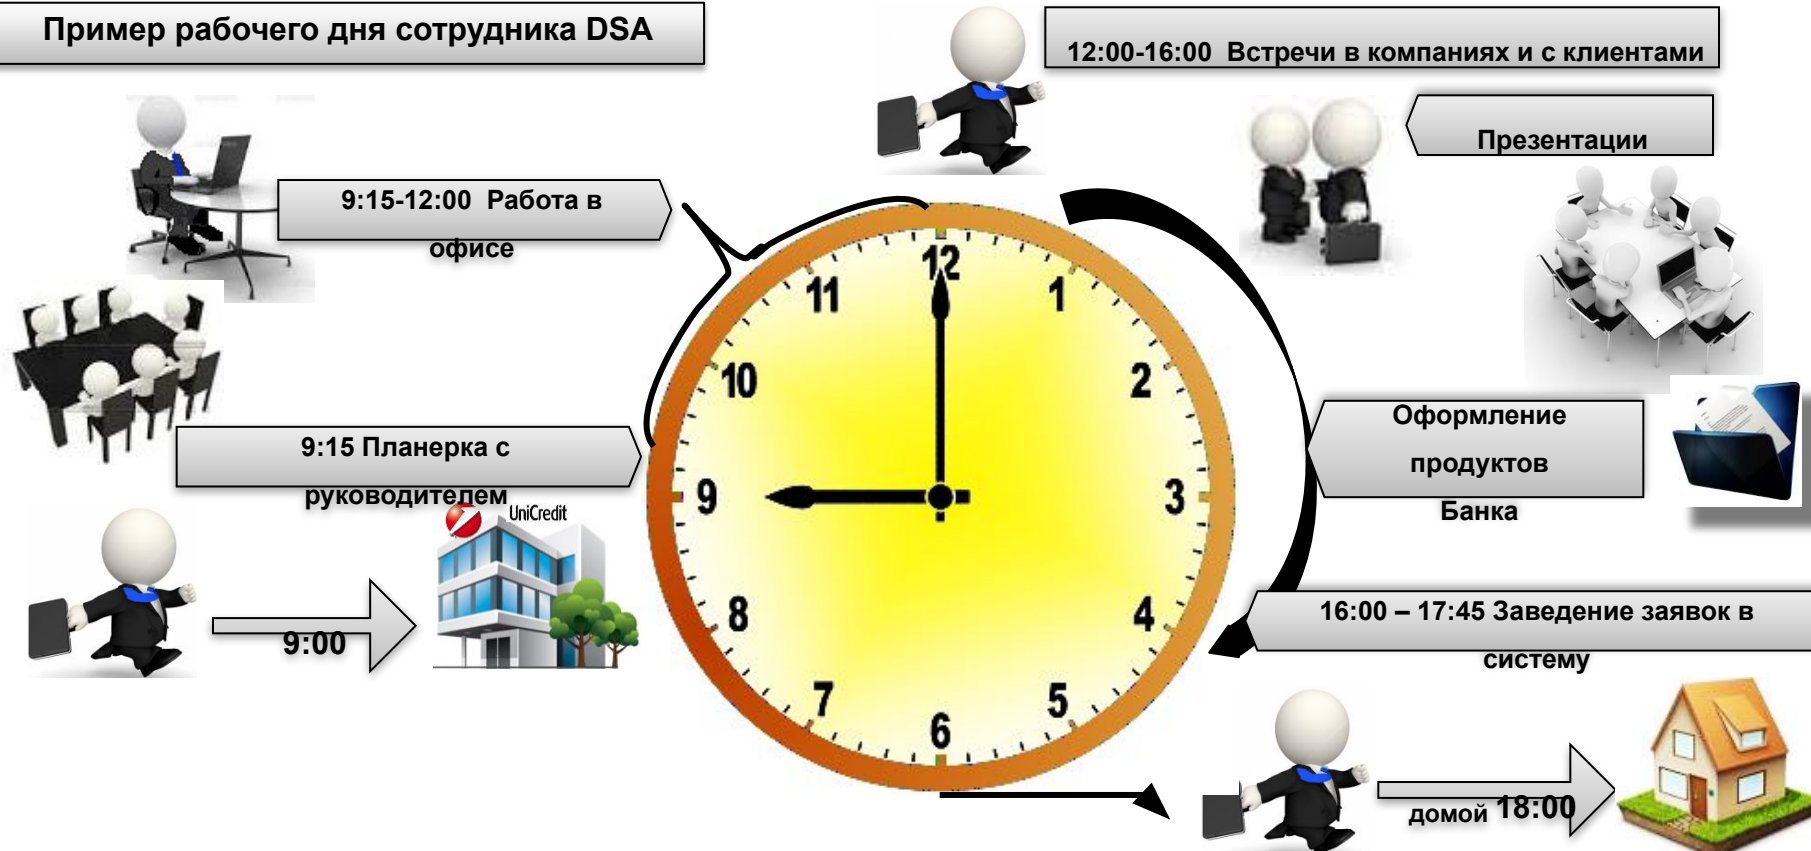 Пример рабочего дня сотрудника DSA
12:00-16:00 Встречи в компаниях и с клиентами
Презентации
9:15-12:00 Работа в
офисе
9:15 Планерка с
руководителем
UniCredit
9:00
Оформление
продуктов
Банка
16:00 – 17:45 Заведение заявок в
систему
домой 18:00
12
1
2
3
4
5
6
7
8
9
10
11